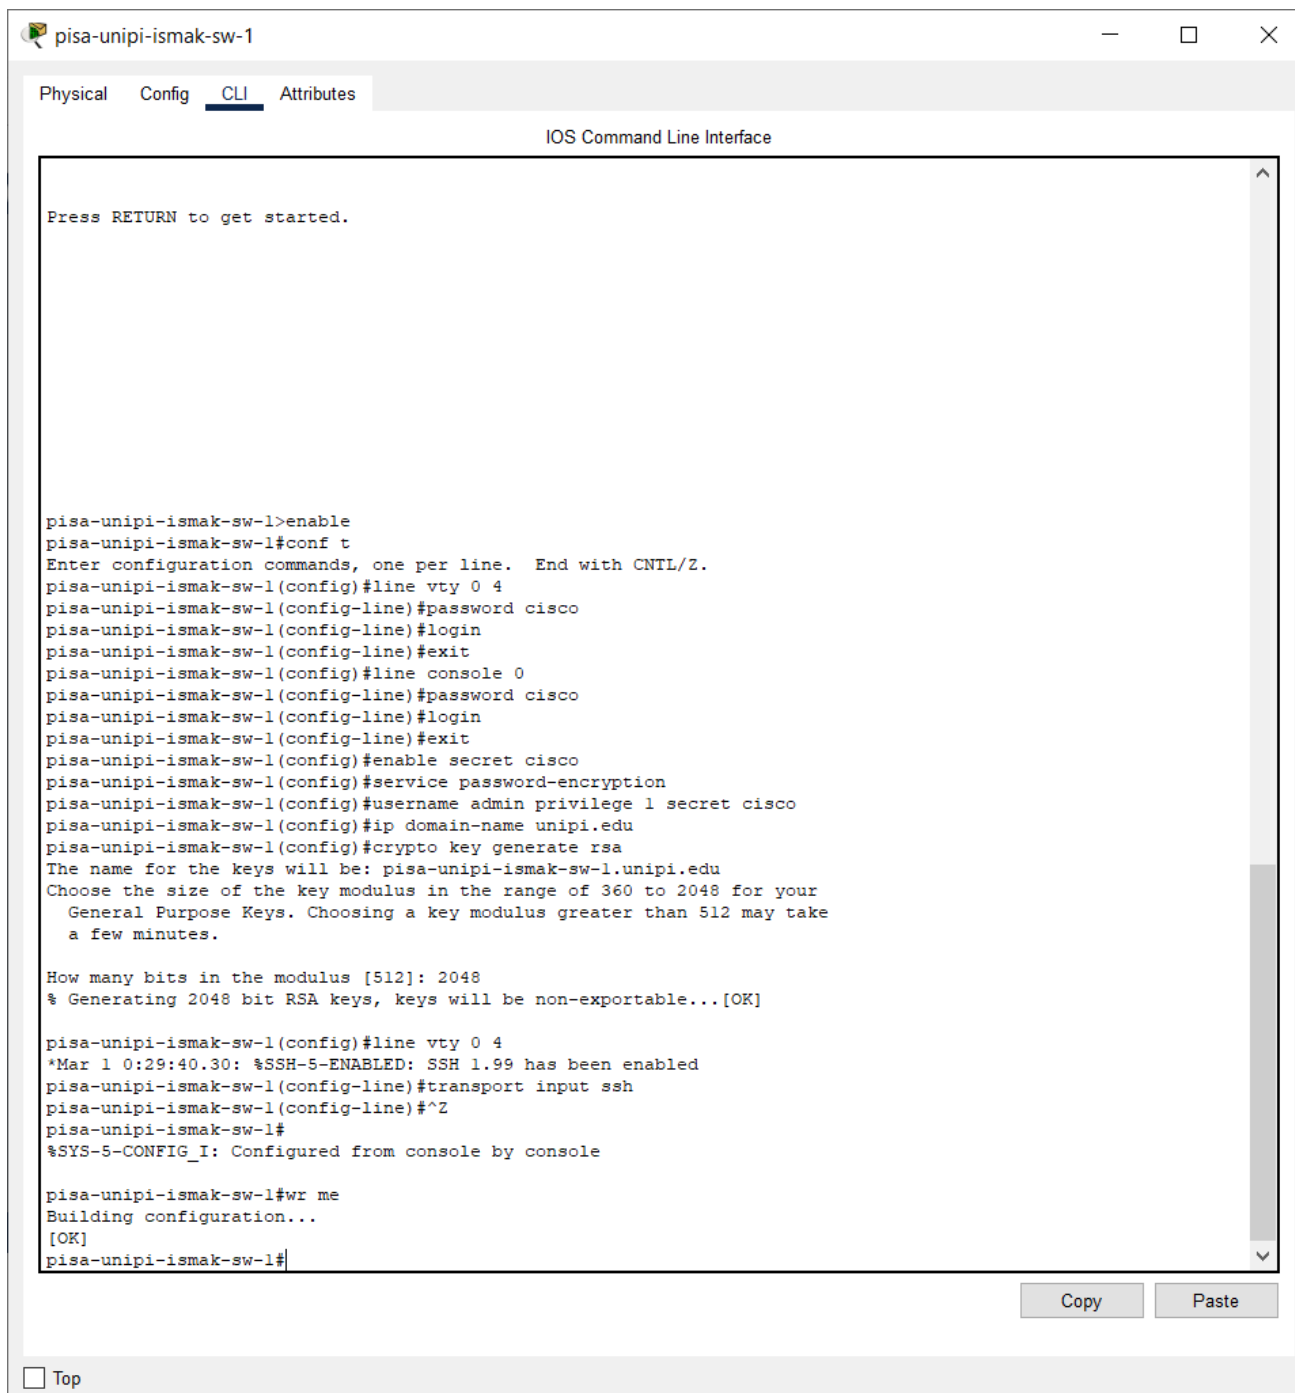 pisa-unipi-ismak-sw-1
Physical Config CLI Attributes
IOS Command Line Interface
Press RETURN to get started.
pisa-unipi-ismak-sw-1>enable
pisa-unipi-ismak-sw-1#conf t
Enter configuration commands, one per line.  End with CNTL/Z.
pisa-unipi-ismak-sw-1(config)#line vty 0 4
pisa-unipi-ismak-sw-1(config-line)#password cisco
pisa-unipi-ismak-sw-1(config-line)#login
pisa-unipi-ismak-sw-1(config-line)#exit
pisa-unipi-ismak-sw-1(config)#line console 0
pisa-unipi-ismak-sw-1(config-line)#password cisco
pisa-unipi-ismak-sw-1(config-line)#login
pisa-unipi-ismak-sw-1(config-line)#exit
pisa-unipi-ismak-sw-1(config)#enable secret cisco
pisa-unipi-ismak-sw-1(config)#service password-encryption
pisa-unipi-ismak-sw-1(config)#username admin privilege 1 secret cisco
pisa-unipi-ismak-sw-1(config)#ip domain-name unipi.edu
pisa-unipi-ismak-sw-1(config)#crypto key generate rsa
The name for the keys will be: pisa-unipi-ismak-sw-1.unipi.edu
Choose the size of the key modulus in the range of 360 to 2048 for your
  General Purpose Keys. Choosing a key modulus greater than 512 may take
  a few minutes.
How many bits in the modulus [512]: 2048
% Generating 2048 bit RSA keys, keys will be non-exportable...[OK]
pisa-unipi-ismak-sw-1(config)#line vty 0 4
*Mar 1 0:29:40.30: %SSH-5-ENABLED: SSH 1.99 has been enabled
pisa-unipi-ismak-sw-1(config-line)#transport input ssh
pisa-unipi-ismak-sw-1(config-line)#^Z
pisa-unipi-ismak-sw-1#
%SYS-5-CONFIG_I: Configured from console by console
pisa-unipi-ismak-sw-1#wr me
Building configuration...
[OK]
pisa-unipi-ismak-sw-1#
Copy Paste
Top